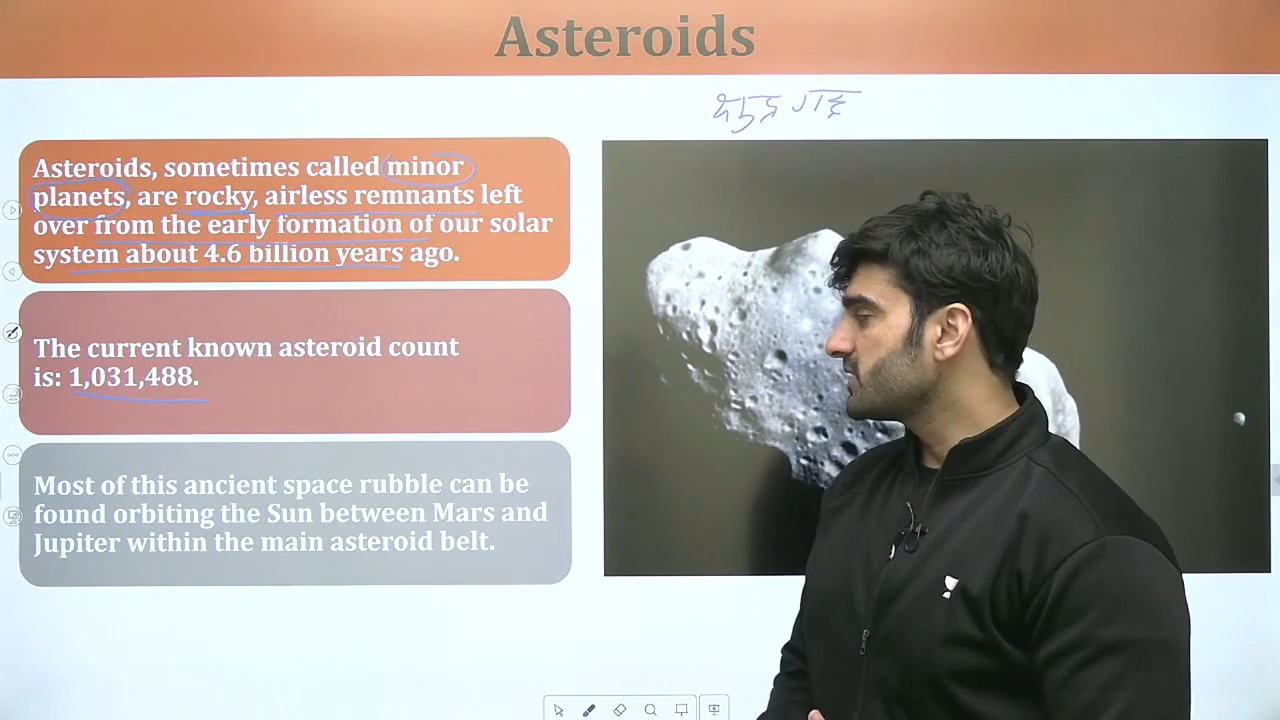 Asteroids
Asteroids, sometimes called minor
planets, are rocky, airless remnants left
over from the early formation of our solar
system about 4.6 billion years ago.
The current known asteroid count
is: 1,031,488.
Most of this ancient space rubble can be
found orbiting the Sun between Mars and
Jupiter within the main asteroid belt.